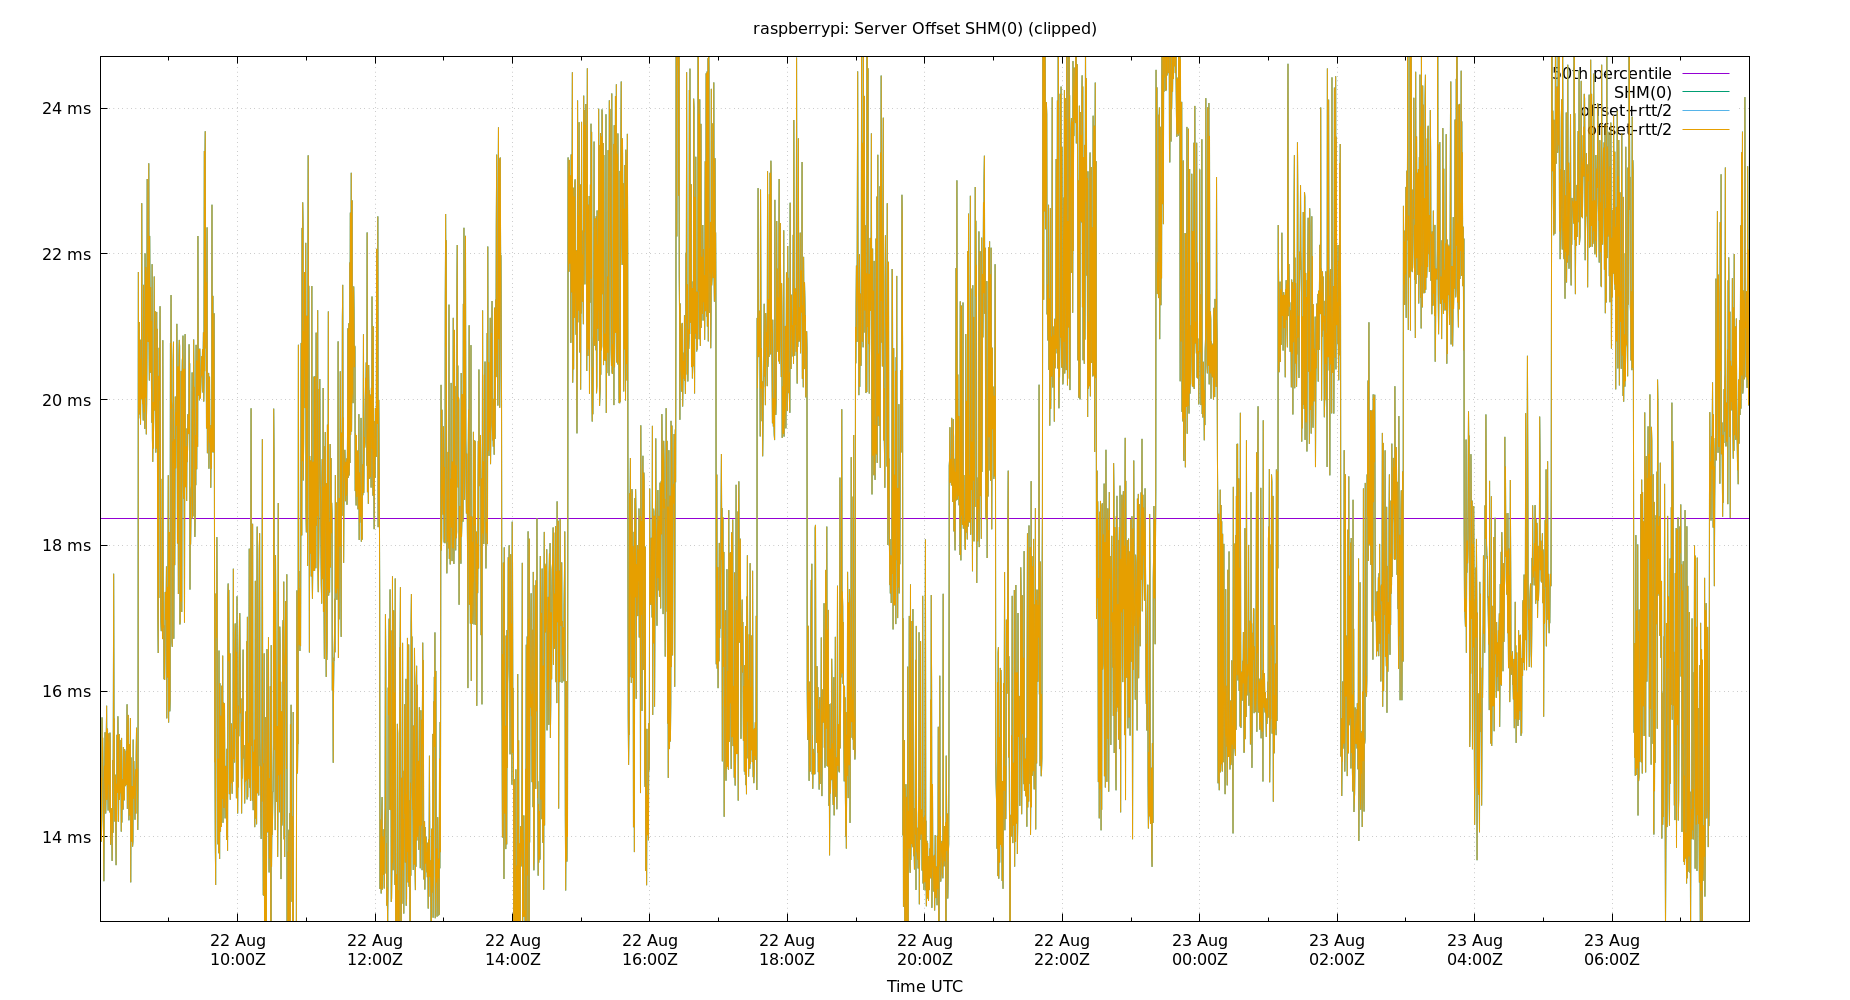 raspberrypi: Server Offset SHM(0) (clipped)
50th percentile
SHM(0)
offset+rtt/2
offset-rtt/2
24 ms
22 ms
20 ms
18 ms
16 ms
14 ms
22 Aug 22 Aug 22 Aug 22 Aug 22 Aug 22 Aug 22 Aug 23 Aug 23 Aug 23 Aug 23 Aug
10:00Z 12:00Z 14:00Z 16:00Z 18:00Z 20:00Z 22:00Z 00:00Z 02:00Z 04:00Z 06:00Z
Time UTC